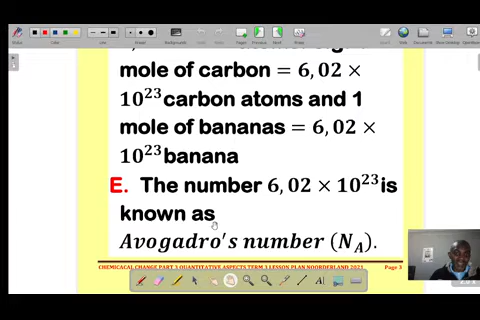 mole of carbon = 6,02 ×
10²³ carbon atoms and 1
mole of bananas = 6,02 ×
10²³ banana
E. The number 6,02 × 10²³ is
known as
Avogadro's number (N_A).
CHEMICACAL CHANGE PART 3 QUANTITATIVE ASPECTS TERM 3 LESSON PLAN NOORDERLAND 2021 Page 3